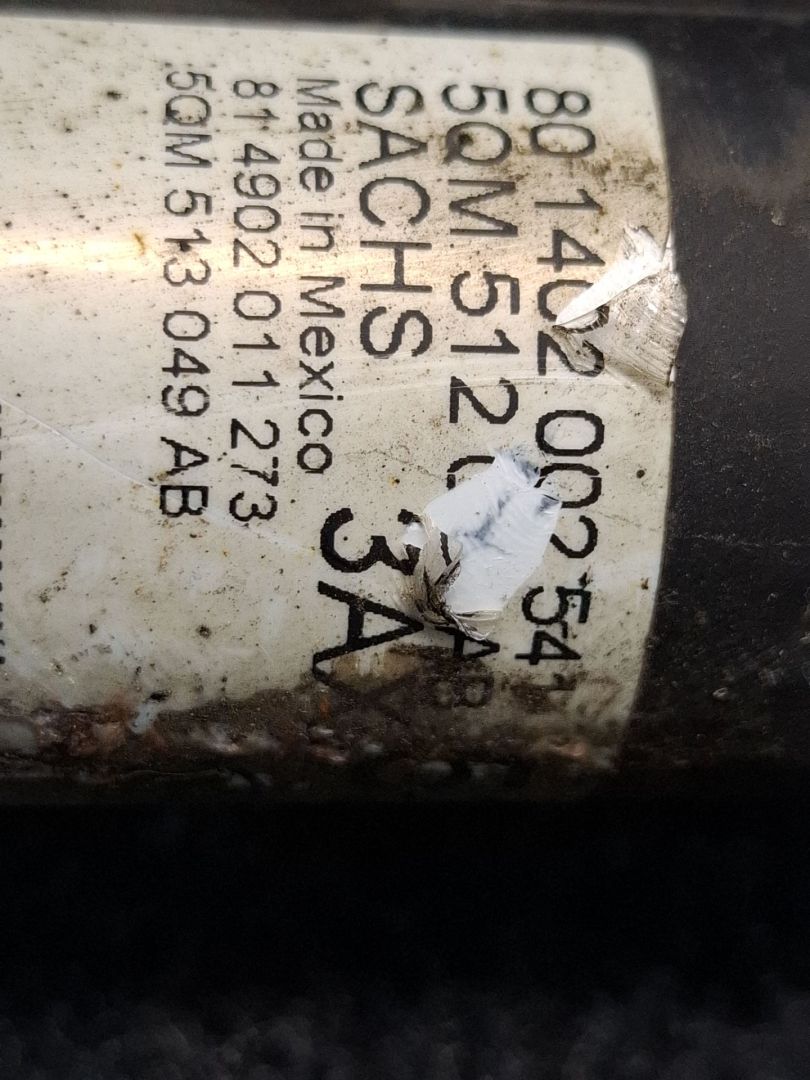 80 1402 002 541
5QM 512 AB
SACHS
Made in Mexico 3A
81 4902 011 273
5QM 513 049 AB